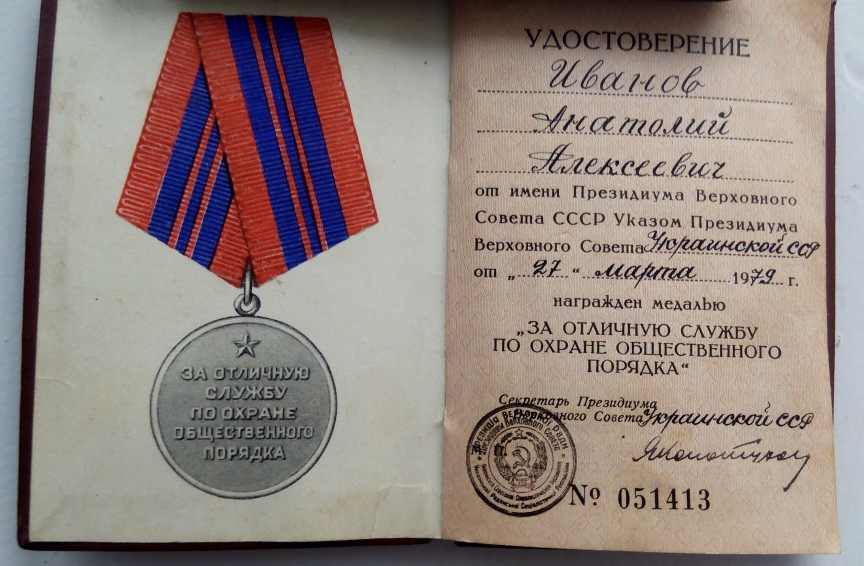 ЗА ОТЛИЧНУЮ
СЛУЖБУ
ПО ОХРАНЕ
ОБЩЕСТВЕННОГО
ПОРЯДКА
УДОСТОВЕРЕНИЕ
Иванов
Анатолий
Алексеевич
от имени Президиума Верховного
Совета СССР Указом Президиума
Верховного Совета Украинской ССР
от „ 27 “ марта 1979 г.
награжден медалью
„ЗА ОТЛИЧНУЮ СЛУЖБУ
ПО ОХРАНЕ ОБЩЕСТВЕННОГО
ПОРЯДКА“
Секретарь Президиума
Верховного Совета Украинской ССР
№ 051413